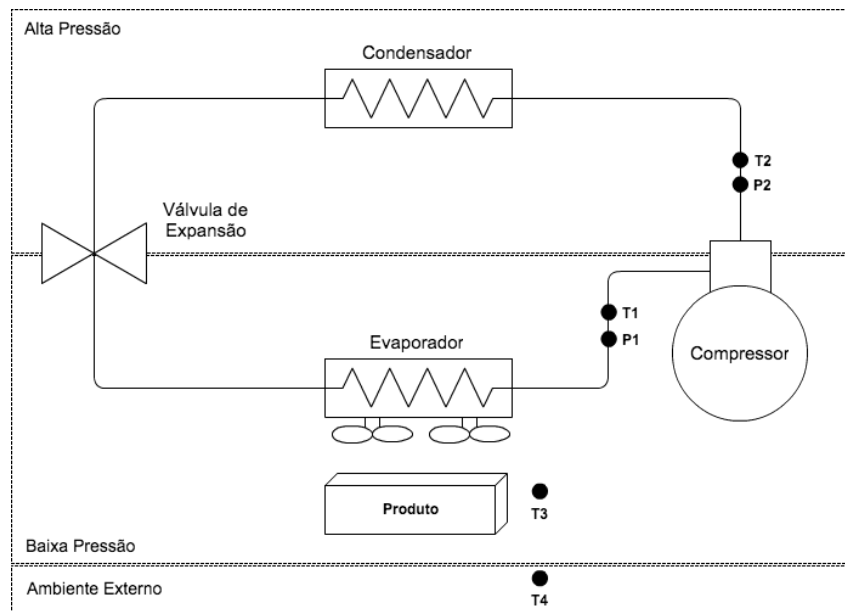 Alta Pressão
Condensador
T2
P2
Válvula de
Expansão
T1
P1
Evaporador
Compressor
Produto
T3
Baixa Pressão
Ambiente Externo
T4